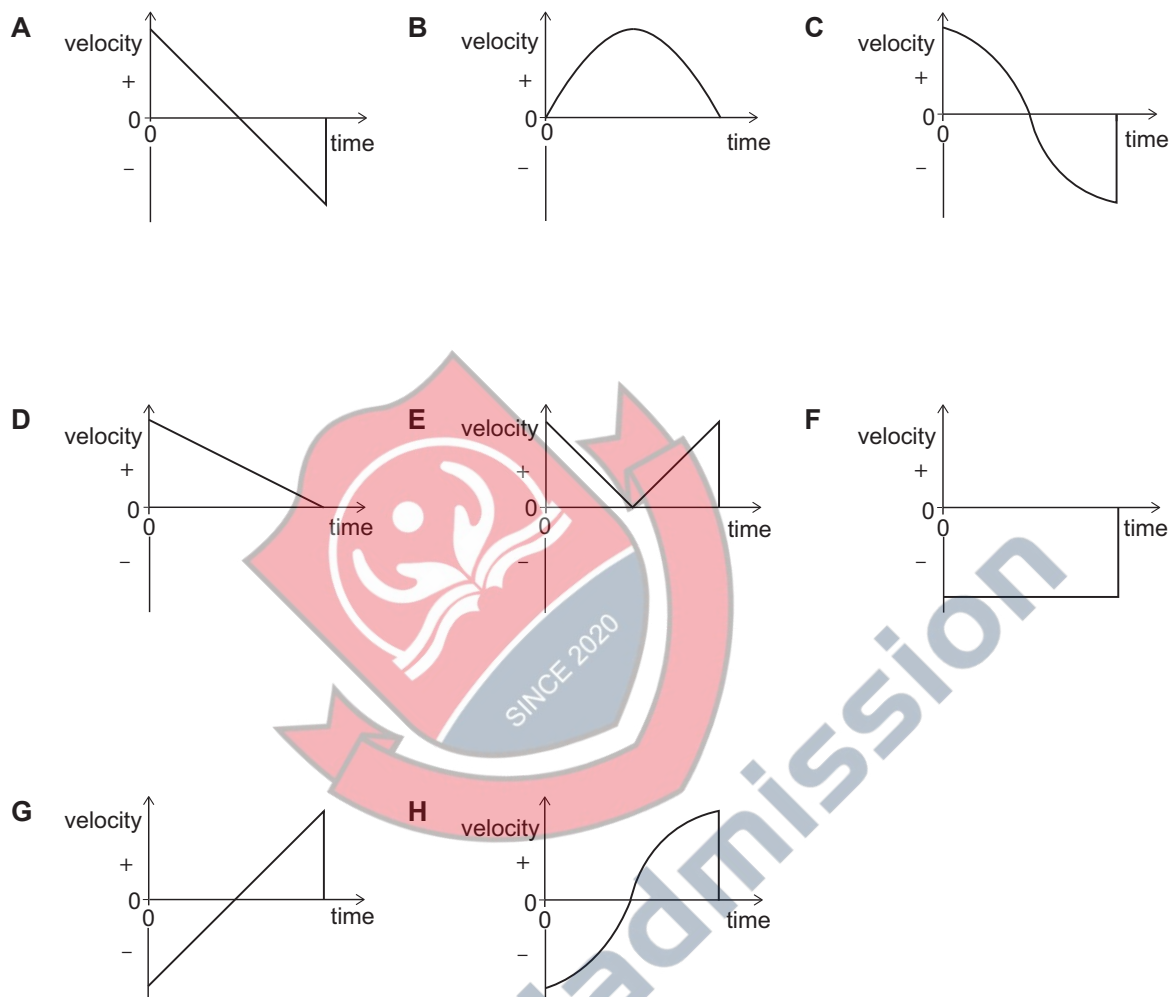 A
velocity
+
0
0
time
−
B
velocity
+
0
0
time
−
C
velocity
+
0
0
time
−
D
velocity
+
0
0
time
−
E
velocity
+
0
0
time
−
F
velocity
+
0
0
time
−
SINCE 2020
G
velocity
+
0
0
time
−
H
velocity
+
0
0
time
−
admission